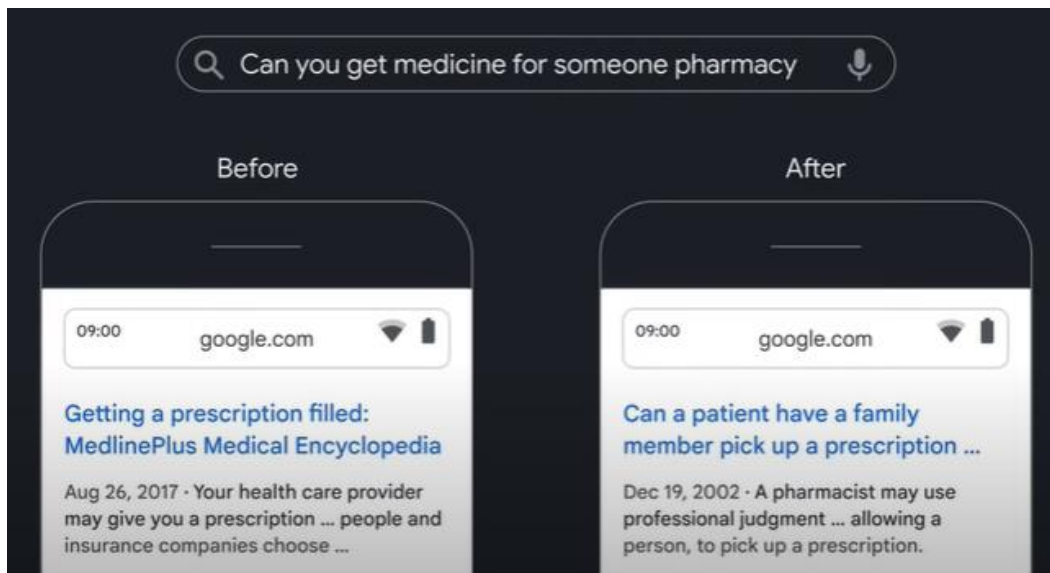 Can you get medicine for someone pharmacy
Before
09:00
google.com
Getting a prescription filled:
MedlinePlus Medical Encyclopedia
Aug 26, 2017 · Your health care provider
may give you a prescription ... people and
insurance companies choose ...
After
09:00
google.com
Can a patient have a family
member pick up a prescription ...
Dec 19, 2002 · A pharmacist may use
professional judgment ... allowing a
person, to pick up a prescription.